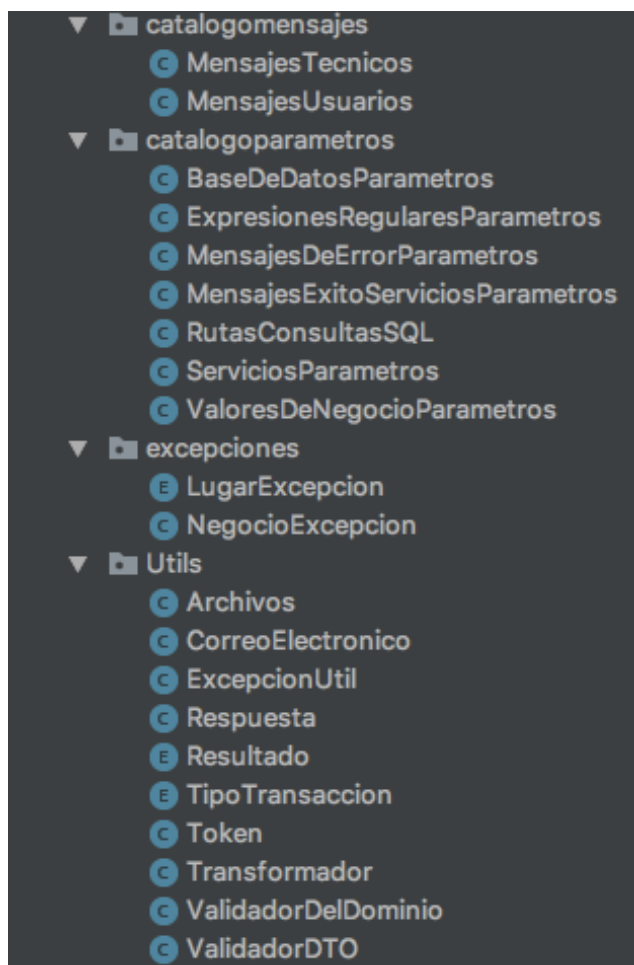 catalogomensajes
C MensajesTecnicos
C MensajesUsuarios
catalogoparametros
C BaseDeDatosParametros
C ExpresionesRegularesParametros
C MensajesDeErrorParametros
C MensajesExitoServiciosParametros
C RutasConsultasSQL
C ServiciosParametros
C ValoresDeNegocioParametros
excepciones
E LugarExcepcion
C NegocioExcepcion
Utils
C Archivos
C CorreoElectronico
C ExcepcionUtil
C Respuesta
E Resultado
E TipoTransaccion
C Token
C Transformador
C ValidadorDelDominio
C ValidadorDTO